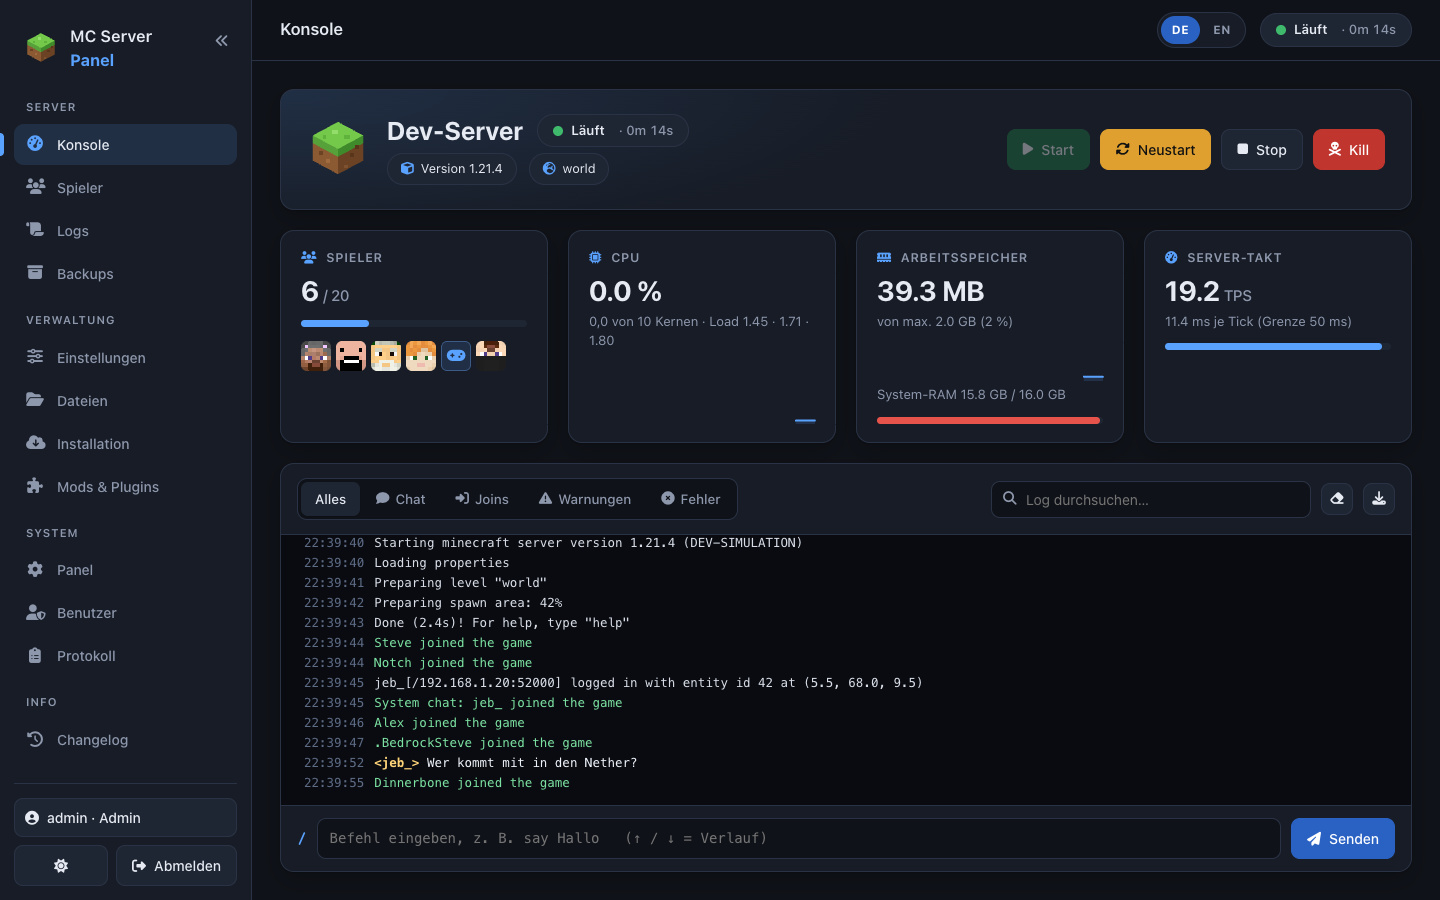 MC Server
Panel
SERVER
Konsole
Spieler
Logs
Backups
VERWALTUNG
Einstellungen
Dateien
Installation
Mods & Plugins
SYSTEM
Panel
Benutzer
Protokoll
INFO
Changelog
admin · Admin
Abmelden
Konsole
DE EN
Läuft · 0m 14s
Dev-Server
Läuft · 0m 14s
Version 1.21.4
world
Start
Neustart
Stop
Kill
SPIELER
6 / 20
CPU
0.0 %
0,0 von 10 Kernen · Load 1.45 · 1.71 ·
1.80
ARBEITSSPEICHER
39.3 MB
von max. 2.0 GB (2 %)
System-RAM 15.8 GB / 16.0 GB
SERVER-TAKT
19.2 TPS
11.4 ms je Tick (Grenze 50 ms)
Alles
Chat
Joins
Warnungen
Fehler
Log durchsuchen...
22:39:40 Starting minecraft server version 1.21.4 (DEV-SIMULATION)
22:39:40 Loading properties
22:39:41 Preparing level "world"
22:39:42 Preparing spawn area: 42%
22:39:43 Done (2.4s)! For help, type "help"
22:39:44 Steve joined the game
22:39:44 Notch joined the game
22:39:45 jeb_[/192.168.1.20:52000] logged in with entity id 42 at (5.5, 68.0, 9.5)
22:39:45 System chat: jeb_ joined the game
22:39:46 Alex joined the game
22:39:47 .BedrockSteve joined the game
22:39:52 <jeb_> Wer kommt mit in den Nether?
22:39:55 Dinnerbone joined the game
/ Befehl eingeben, z. B. say Hallo (↑ / ↓ = Verlauf)
Senden